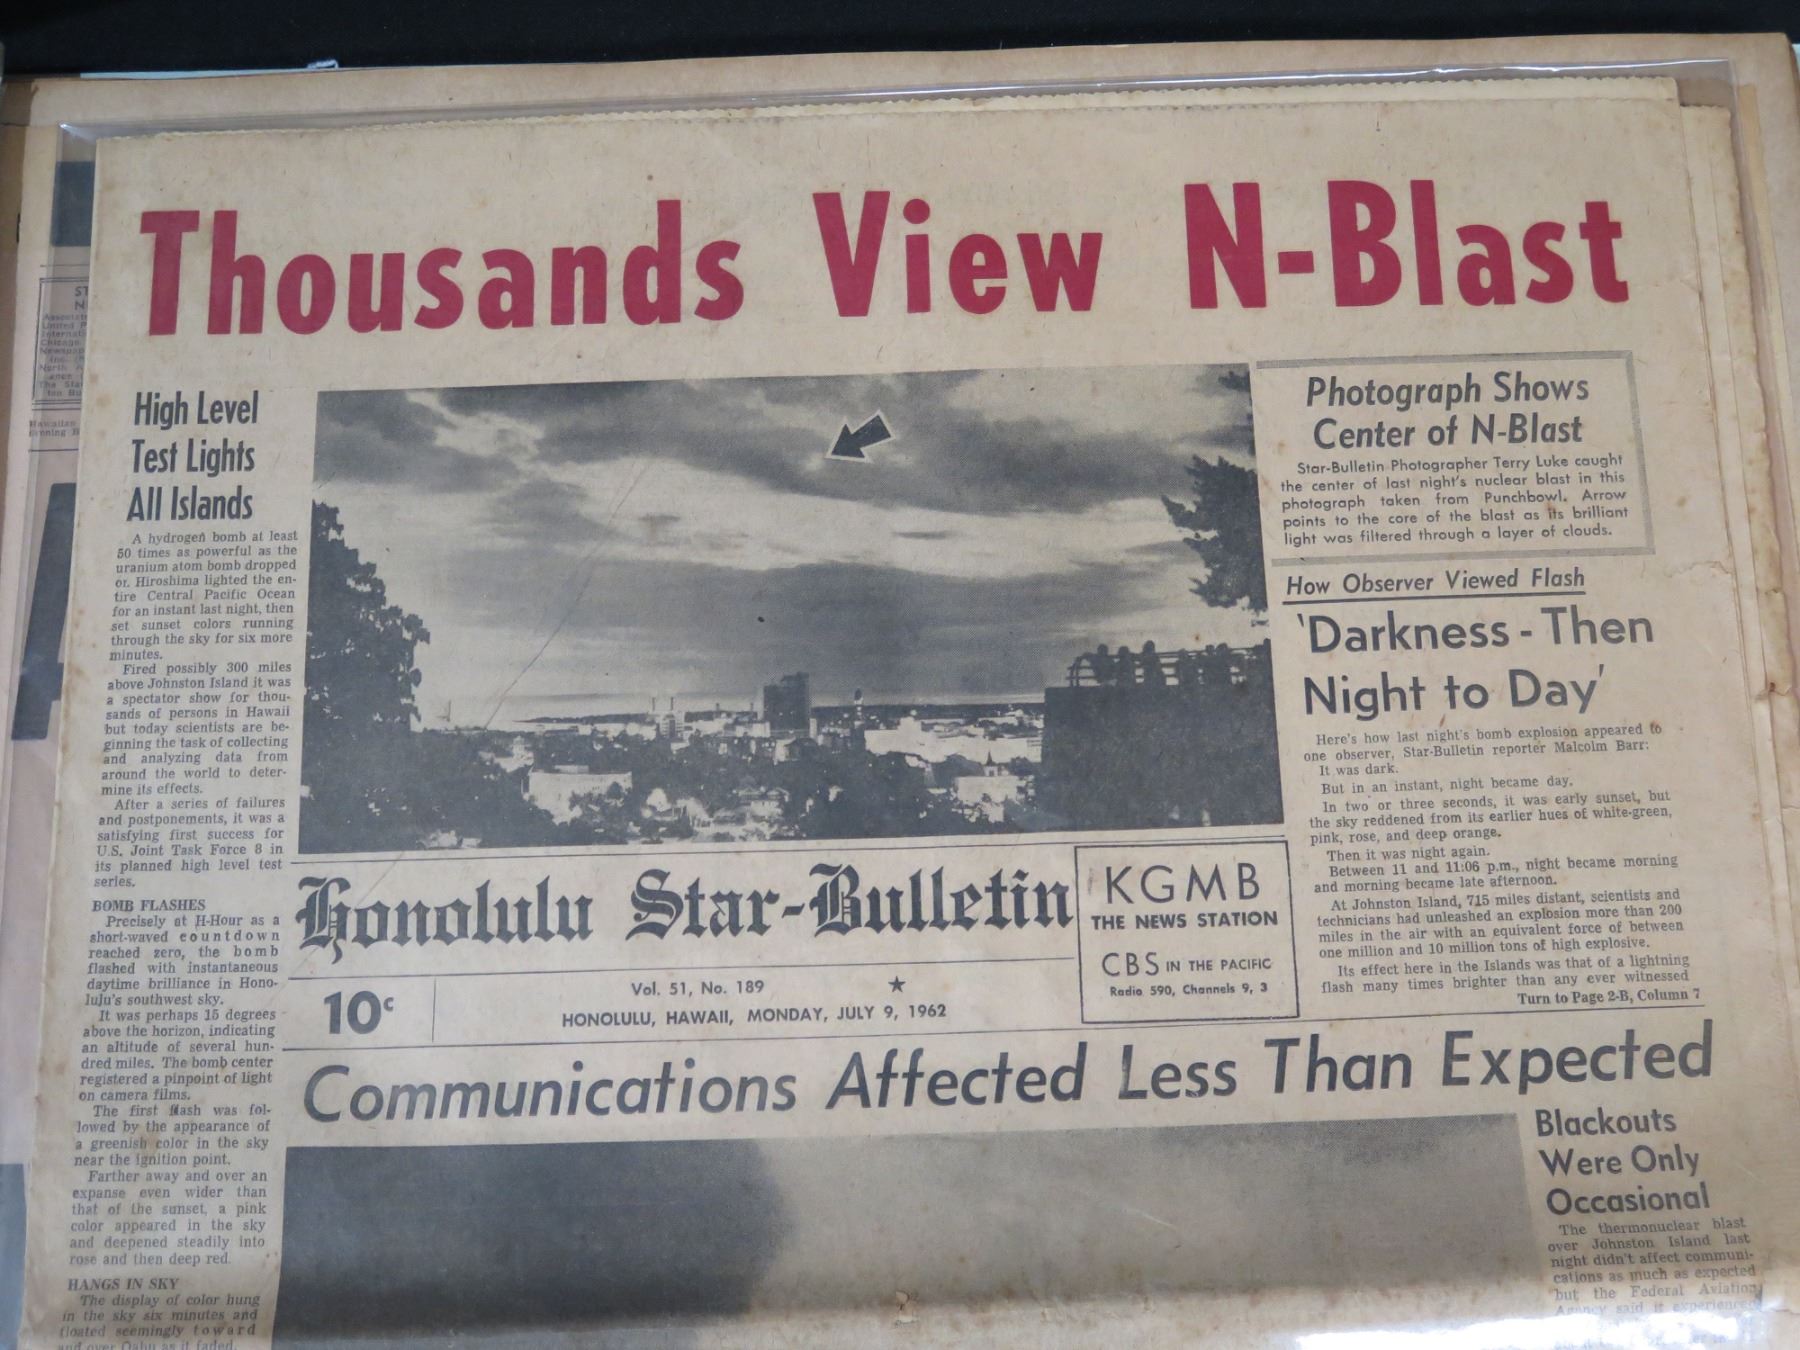 Thousands View N-Blast
High Level
Test Lights
All Islands
A hydrogen bomb at least
50 times as powerful as the
uranium atom bomb dropped
or. Hiroshima lighted the en-
tire Central Pacific Ocean
for an instant last night, then
set sunset colors running
through the sky for six more
minutes.
Fired possibly 300 miles
above Johnston Island it was
a spectator show for thou-
sands of persons in Hawaii
but today scientists are be-
ginning the task of collecting
and analyzing data from
around the world to deter-
mine its effects.
After a series of failures
and postponements, it was a
satisfying first success for
U.S. Joint Task Force 8 in
its planned high level test
series.
BOMB FLASHES
Precisely at H-Hour as a
short-waved countdown
reached zero, the bomb
flashed with instantaneous
daytime brilliance in Hono-
lulu's southwest sky.
It was perhaps 15 degrees
above the horizon, indicating
an altitude of several hun-
dred miles. The bomb center
registered a pinpoint of light
on camera films.
The first flash was fol-
lowed by the appearance of
a greenish color in the sky
near the ignition point.
Farther away and over an
expanse even wider than
that of the sunset, a pink
color appeared in the sky
and deepened steadily into
rose and then deep red.
HANGS IN SKY
The display of color hung
in the sky six minutes and
floated seemingly toward
and over Oahu as it faded.
Photograph Shows
Center of N-Blast
Star-Bulletin Photographer Terry Luke caught
the center of last night's nuclear blast in this
photograph taken from Punchbowl. Arrow
points to the core of the blast as its brilliant
light was filtered through a layer of clouds.
How Observer Viewed Flash
'Darkness - Then
Night to Day'
Here's how last night's bomb explosion appeared to
one observer, Star-Bulletin reporter Malcolm Barr:
It was dark.
But in an instant, night became day.
In two or three seconds, it was early sunset, but
the sky reddened from its earlier hues of white-green,
pink, rose, and deep orange.
Then it was night again.
Between 11 and 11:06 p.m., night became morning
and morning became late afternoon.
At Johnston Island, 715 miles distant, scientists and
technicians had unleashed an explosion more than 200
miles in the air with an equivalent force of between
one million and 10 million tons of high explosive.
Its effect here in the Islands was that of a lightning
flash many times brighter than any ever witnessed
Turn to Page 2-B, Column 7
Honolulu Star-Bulletin
KGMB
THE NEWS STATION
CBS IN THE PACIFIC
Radio 590, Channels 9, 3
10c
Vol. 51, No. 189 ★
HONOLULU, HAWAII, MONDAY, JULY 9, 1962
Communications Affected Less Than Expected
Blackouts
Were Only
Occasional
The thermonuclear blast
over Johnston Island last
night didn't affect communi-
cations as much as expected
but the Federal Aviation
Agency said it experienced